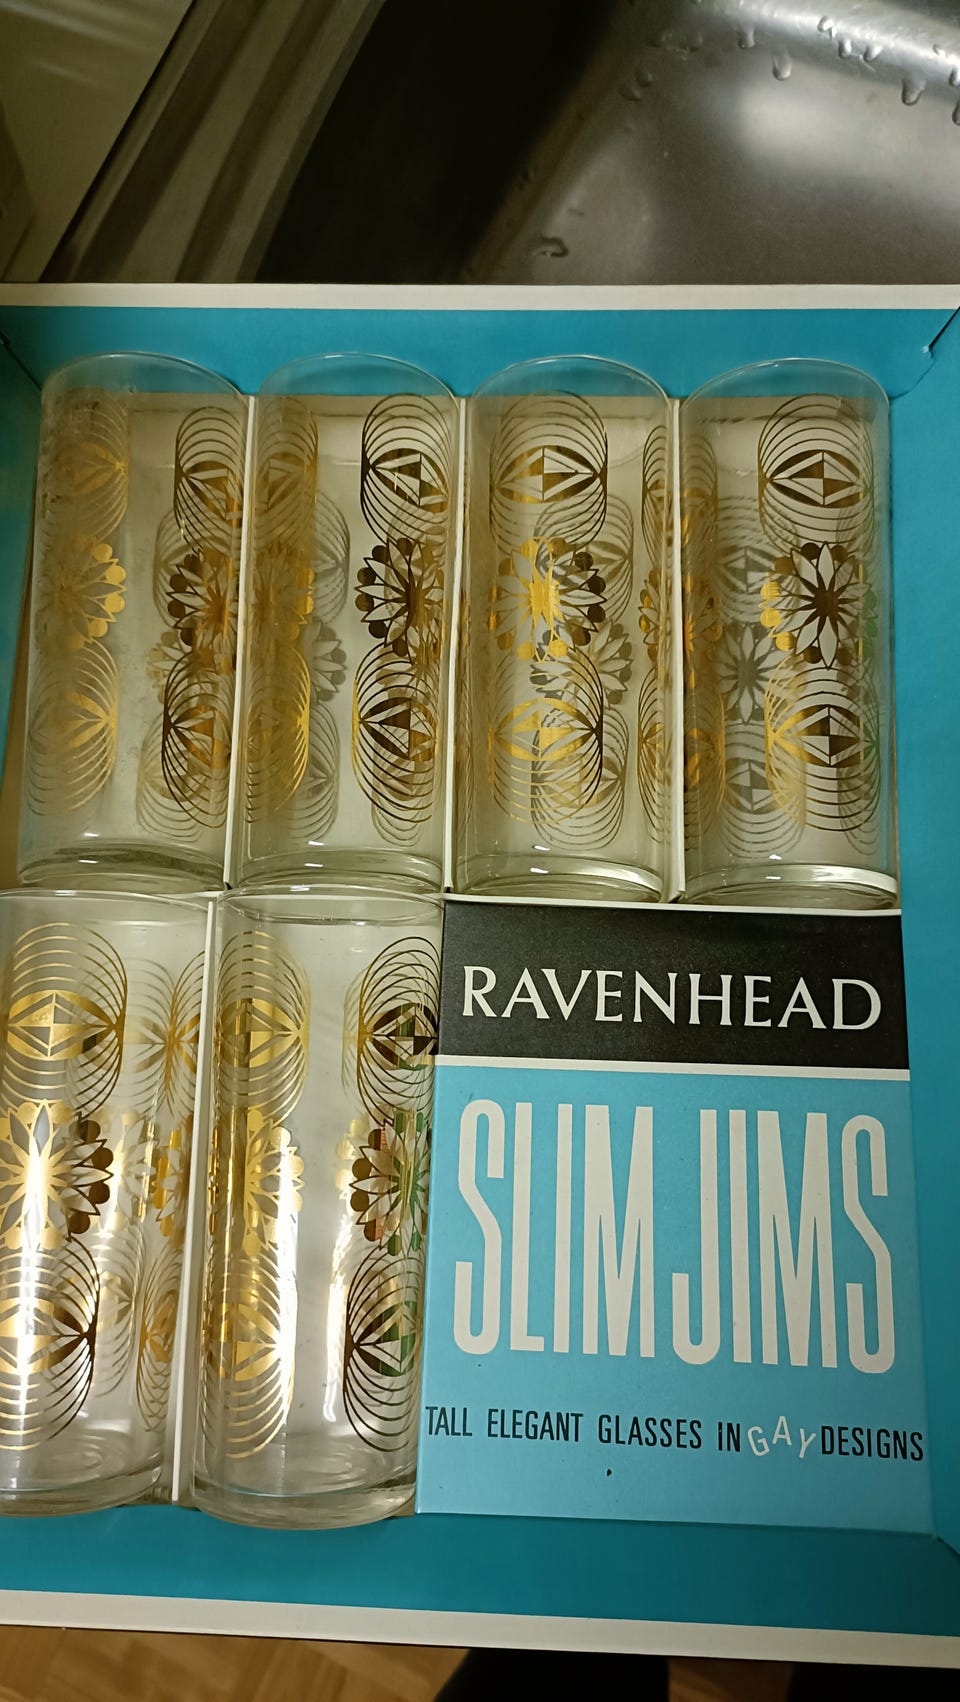 RAVENHEAD
SLIM JIMS
TALL ELEGANT GLASSES IN GAY DESIGNS